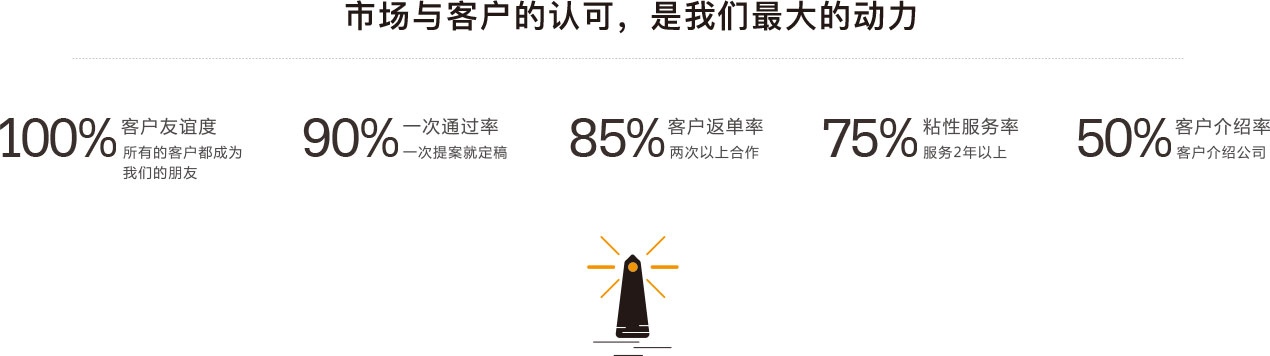 市场与客户的认可，是我们最大的动力
100% 客户友谊度
所有的客户都成为
我们的朋友
90% 一次通过率
一次提案就定稿
85% 客户返单率
两次以上合作
75% 粘性服务率
服务2年以上
50% 客户介绍率
客户介绍公司